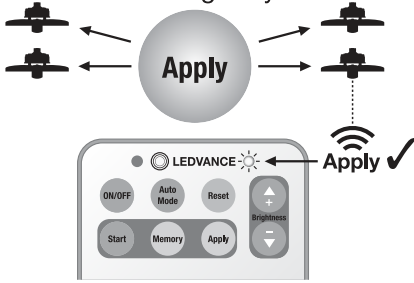 Apply
Apply ✓
LEDVANCE
ON/OFF
Auto
Mode
Reset
+
Brightness
−
Start
Memory
Apply